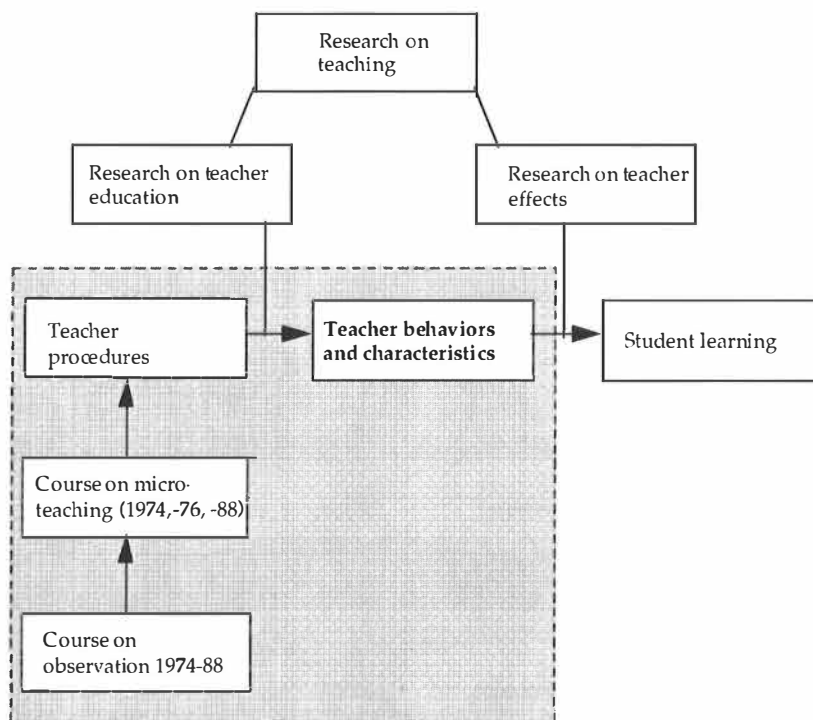 Research on
teaching
Research on teacher
education
Research on teacher
effects
Teacher
procedures
Teacher behaviors
and characteristics
Student learning
Course on micro-
teaching (1974,-76, -88)
Course on
observation 1974-88